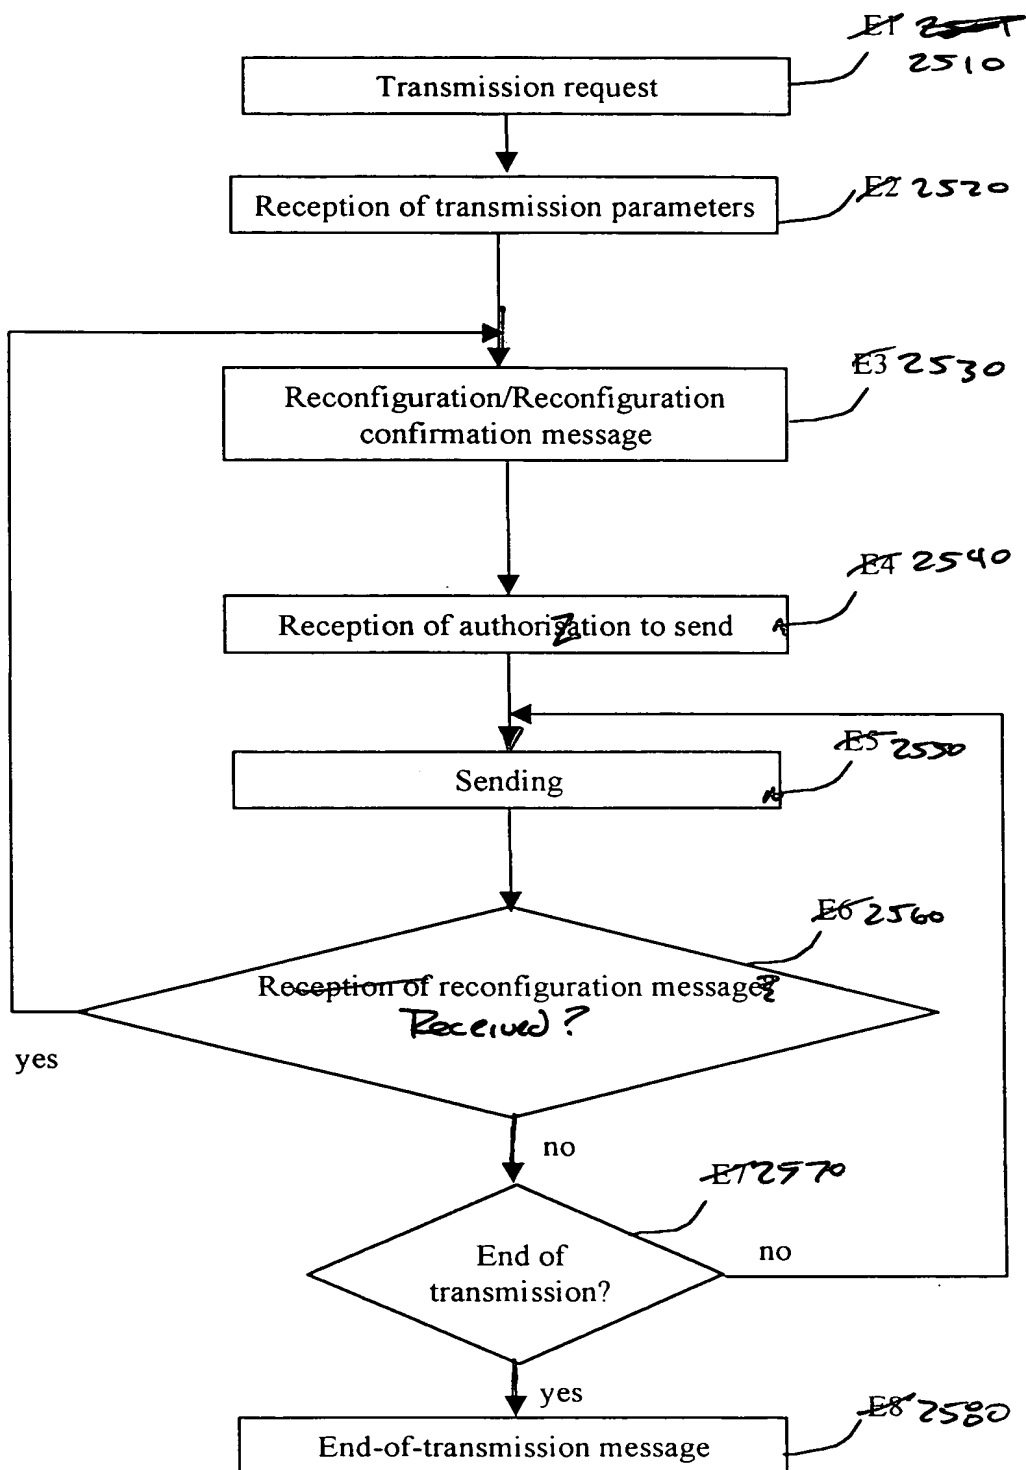 E1
2510
Transmission request
E2 2520
Reception of transmission parameters
E3 2530
Reconfiguration/Reconfiguration
confirmation message
E4 2540
Reception of authorization to send
E5 2550
Sending
E6 2560
Reception of reconfiguration message?
Received?
yes
no
E7 2570
End of
transmission?
no
yes
E8 2580
End-of-transmission message